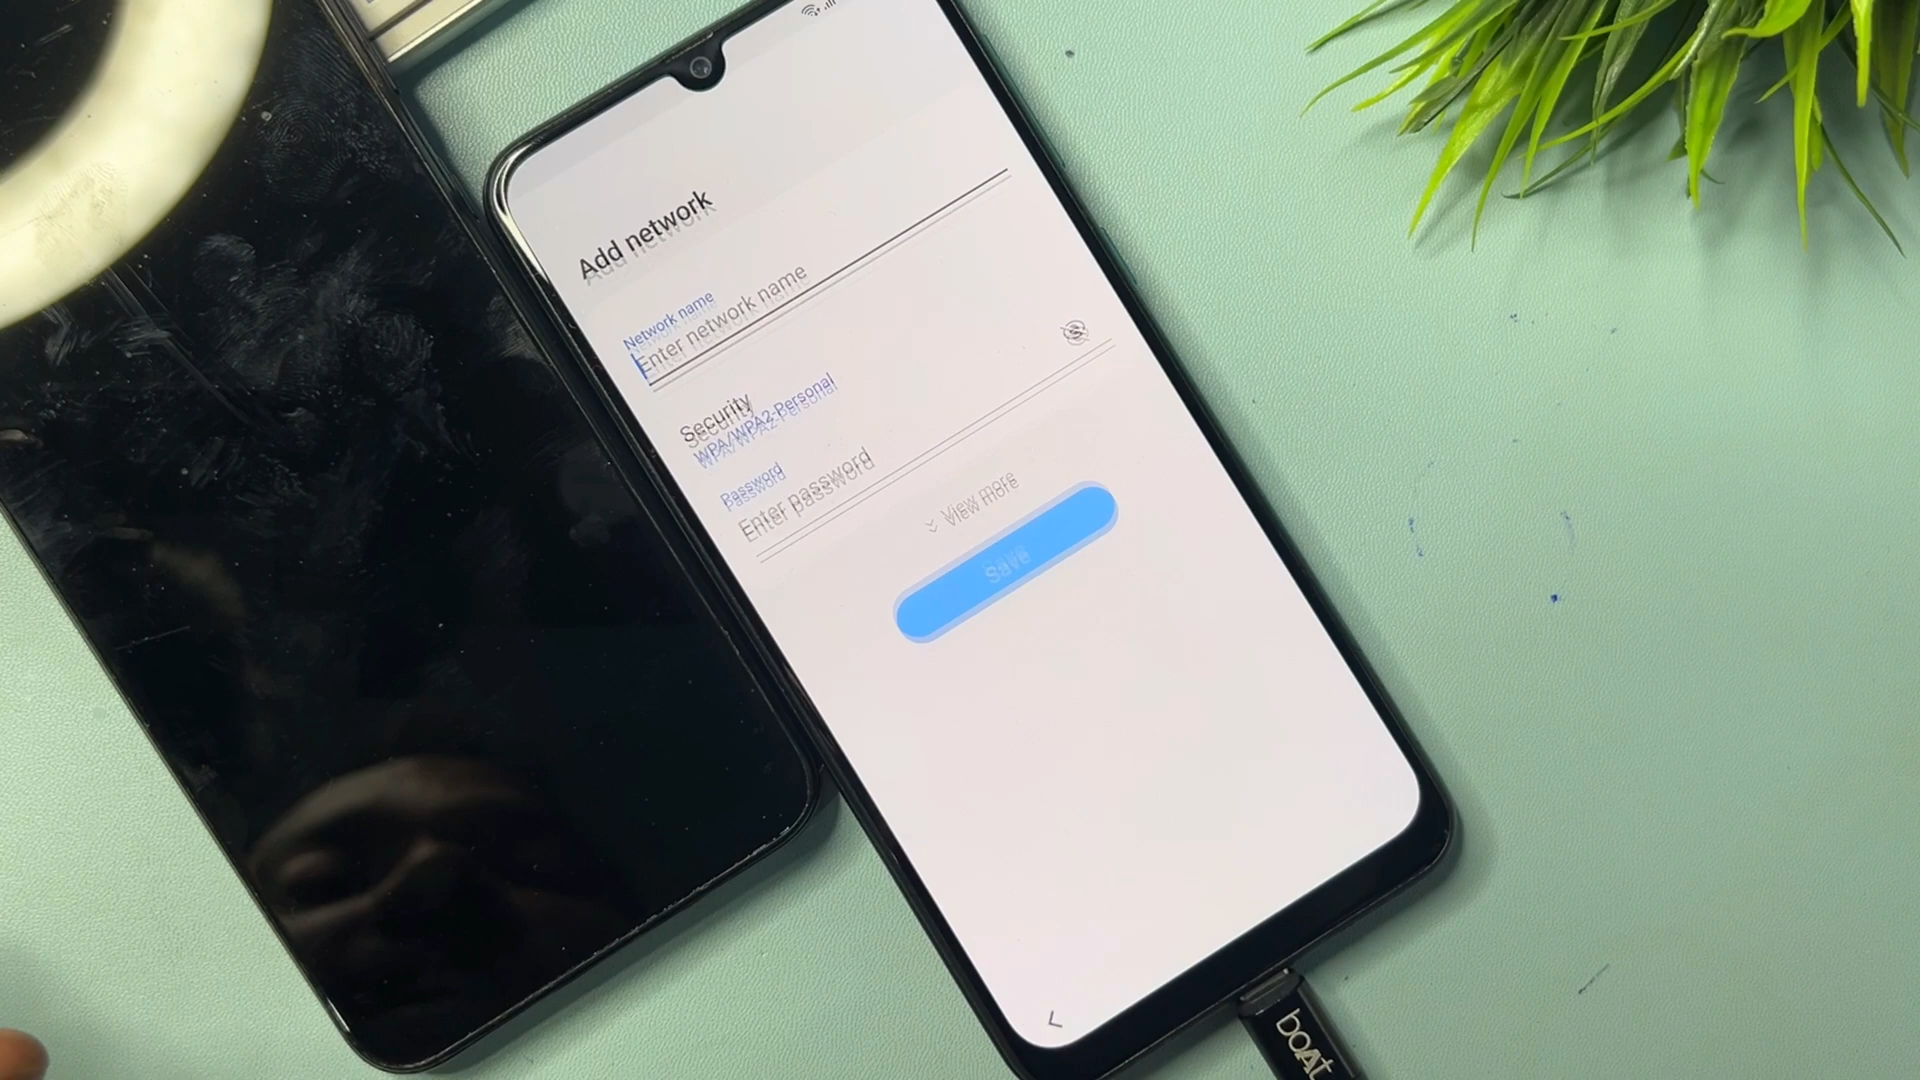 Add network
Network name
Enter network name
Security
WPA/WPA2-Personal
Password
Enter password
View more
Save
boAt